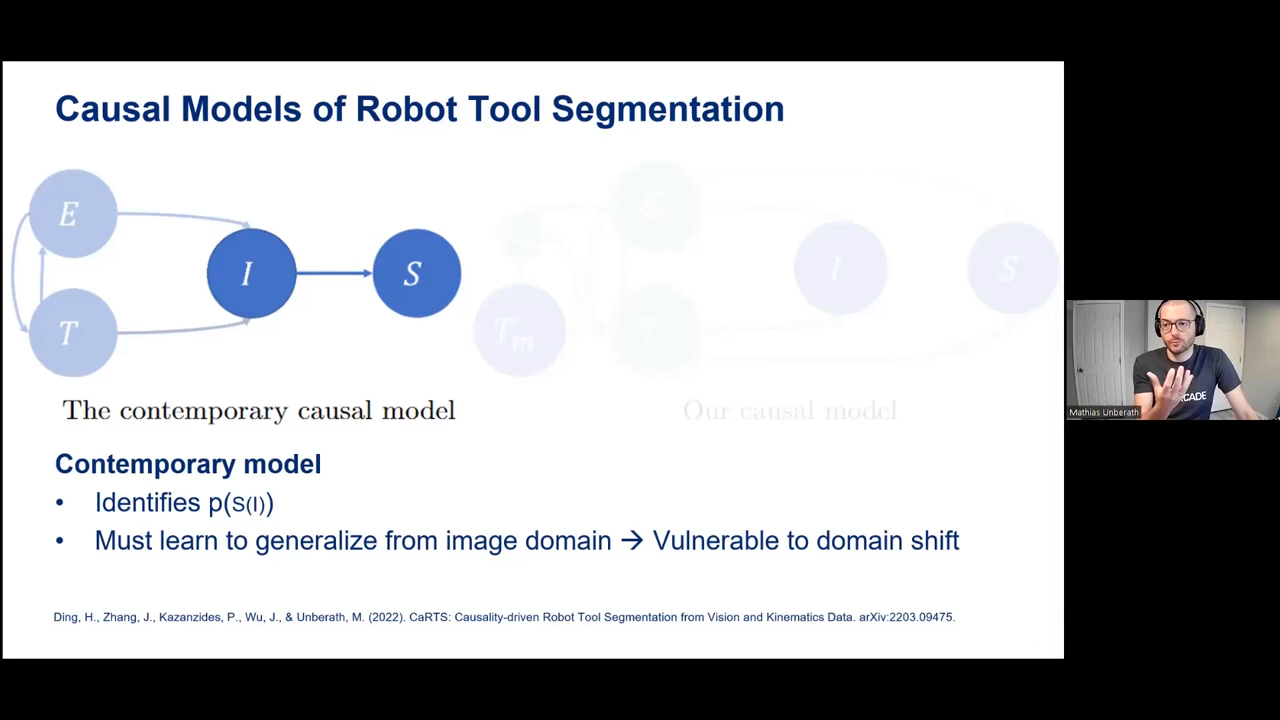 Causal Models of Robot Tool Segmentation
E
I
S
T
I
S
T
m
The contemporary causal model
Our causal model
Contemporary model
• Identifies p(S(I))
• Must learn to generalize from image domain → Vulnerable to domain shift
Ding, H., Zhang, J., Kazanzides, P., Wu, J., & Unberath, M. (2022). CaRTS: Causality-driven Robot Tool Segmentation from Vision and Kinematics Data. arXiv:2203.09475.
Mathias Unberath